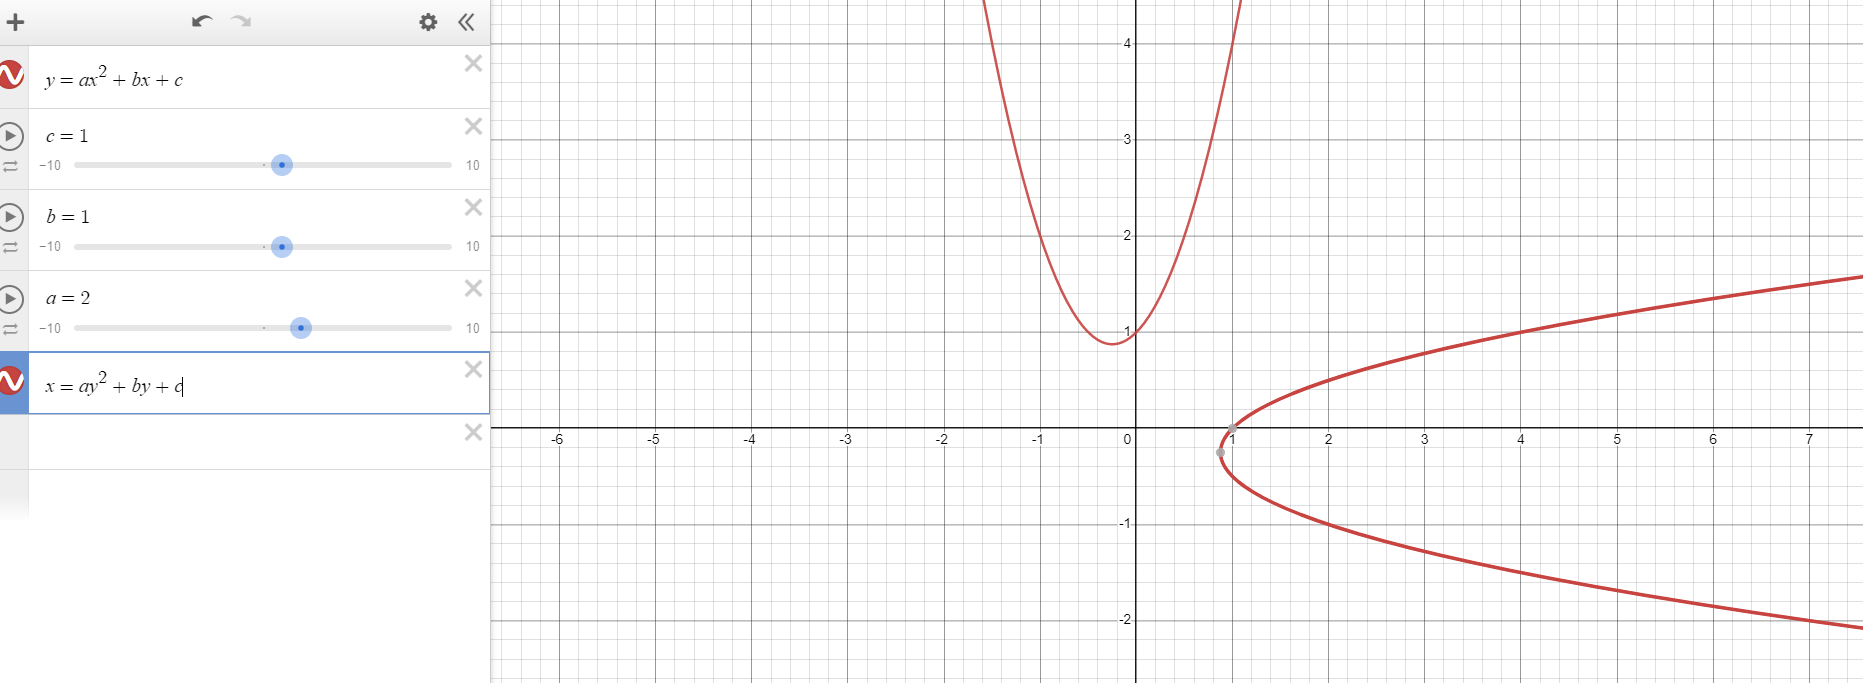 y = ax² + bx + c
c = 1
−10 10
b = 1
−10 10
a = 2
−10 10
x = ay² + by + c
4
3
2
1
-6 -5 -4 -3 -2 -1 0 1 2 3 4 5 6 7
-1
-2